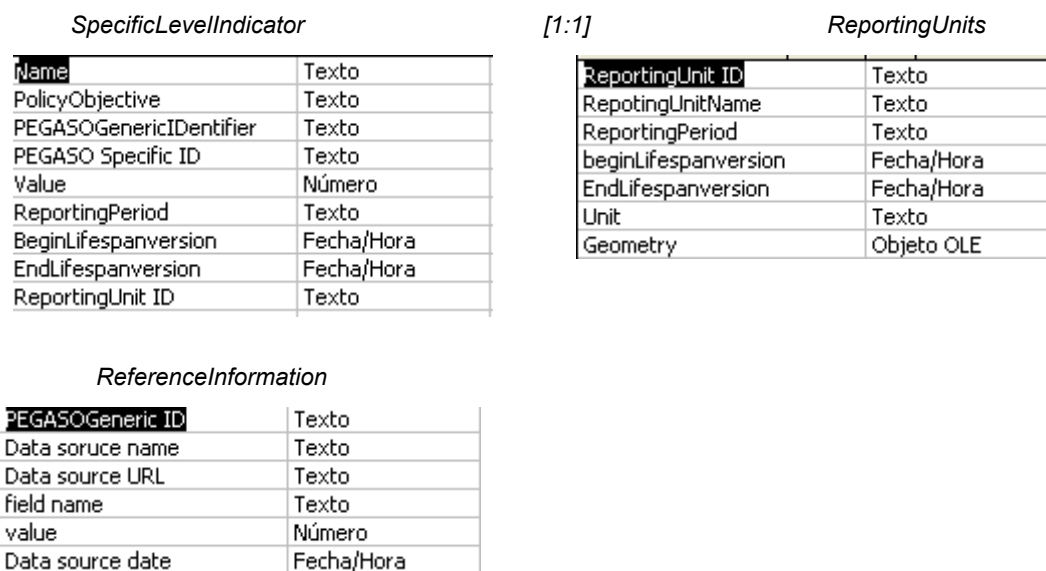 SpecificLevelIndicator [1:1] ReportingUnits
Name Texto
PolicyObjective Texto
PEGASOGenericIDentifier Texto
PEGASO Specific ID Texto
Value Número
ReportingPeriod Texto
BeginLifespanversion Fecha/Hora
EndLifespanversion Fecha/Hora
ReportingUnit ID Texto
ReportingUnit ID Texto
RepotingUnitName Texto
ReportingPeriod Texto
beginLifespanversion Fecha/Hora
EndLifespanversion Fecha/Hora
Unit Texto
Geometry Objeto OLE
ReferenceInformation
PEGASOGeneric ID Texto
Data soruce name Texto
Data source URL Texto
field name Texto
value Número
Data source date Fecha/Hora